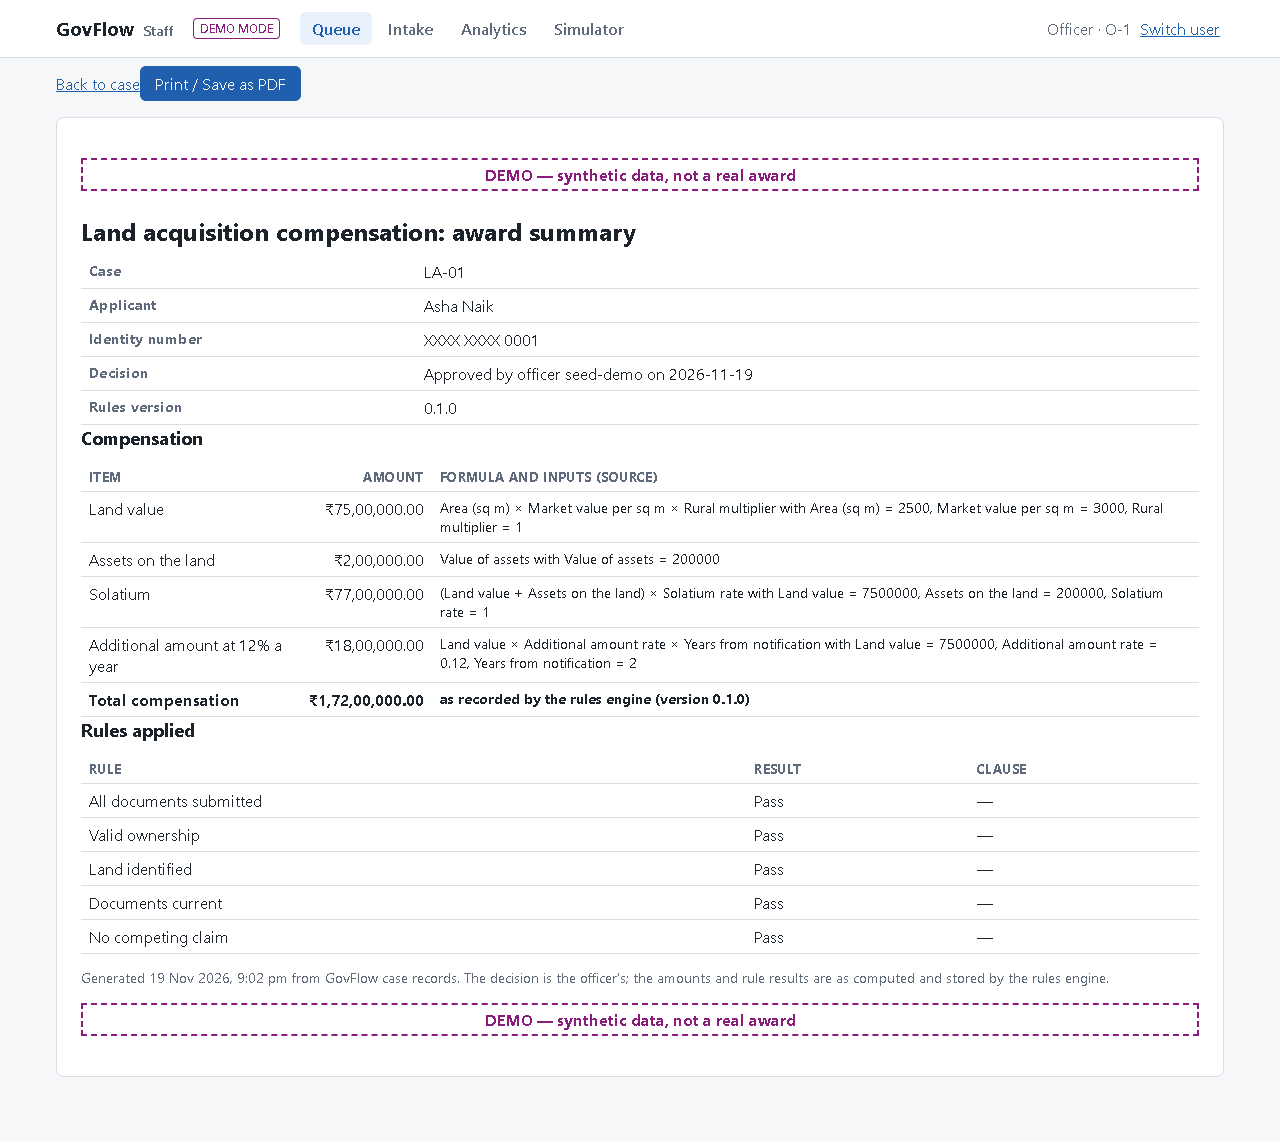 GovFlow Staff DEMO MODE Queue Intake Analytics Simulator Officer · O-1 Switch user
Back to case Print / Save as PDF
DEMO — synthetic data, not a real award
Land acquisition compensation: award summary
Case LA-01
Applicant Asha Naik
Identity number XXXX XXXX 0001
Decision Approved by officer seed-demo on 2026-11-19
Rules version 0.1.0
Compensation
ITEM AMOUNT FORMULA AND INPUTS (SOURCE)
Land value ₹75,00,000.00 Area (sq m) × Market value per sq m × Rural multiplier with Area (sq m) = 2500, Market value per sq m = 3000, Rural
multiplier = 1
Assets on the land ₹2,00,000.00 Value of assets with Value of assets = 200000
Solatium ₹77,00,000.00 (Land value + Assets on the land) × Solatium rate with Land value = 7500000, Assets on the land = 200000, Solatium
rate = 1
Additional amount at 12% a ₹18,00,000.00 Land value × Additional amount rate × Years from notification with Land value = 7500000, Additional amount rate =
year 0.12, Years from notification = 2
Total compensation ₹1,72,00,000.00 as recorded by the rules engine (version 0.1.0)
Rules applied
RULE RESULT CLAUSE
All documents submitted Pass —
Valid ownership Pass —
Land identified Pass —
Documents current Pass —
No competing claim Pass —
Generated 19 Nov 2026, 9:02 pm from GovFlow case records. The decision is the officer's; the amounts and rule results are as computed and stored by the rules engine.
DEMO — synthetic data, not a real award